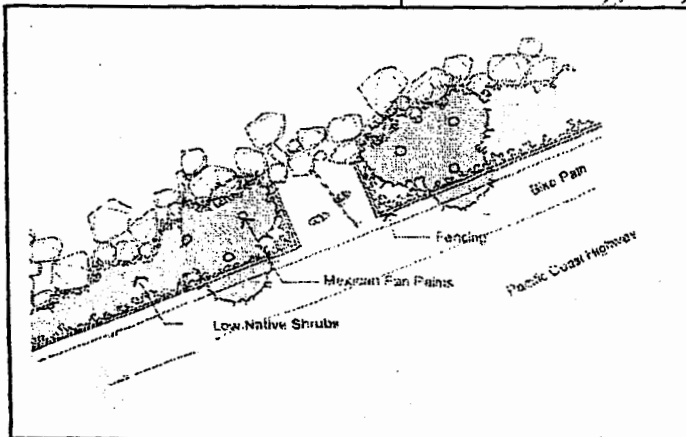 Bike Path
Fencing
Pacific Coast Highway
Mexican Fan Palms
Low Native Shrubs